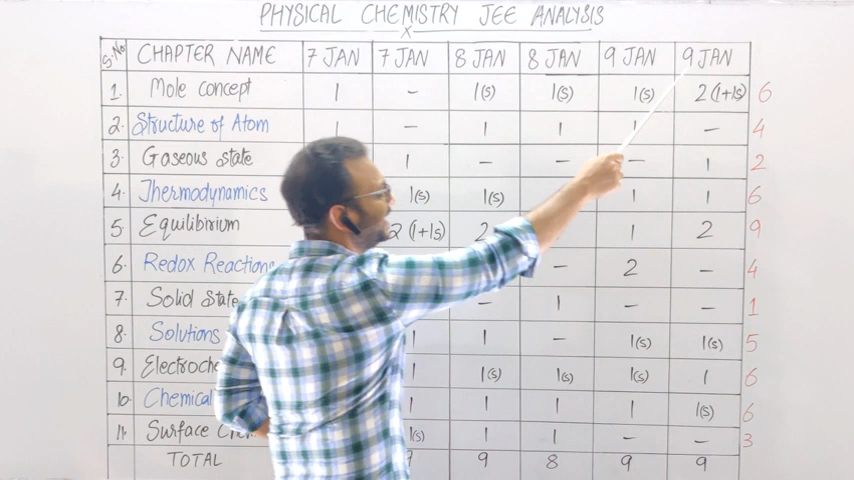 PHYSICAL CHEMISTRY JEE ANALYSIS
x
S.No CHAPTER NAME 7 JAN 7 JAN 8 JAN 8 JAN 9 JAN 9 JAN
1. Mole concept 1 - 1(s) 1(s) 1(s) 2(1+1s) 6
2. Structure of Atom 1 - 1 1 1 - 4
3. Gaseous state 1 - - - 1 2
4. Thermodynamics 1(s) 1(s) 1 1 6
5. Equilibirium 2 (1+1s) 2 1 2 9
6. Redox Reactions - 2 - 4
7. Solid State - 1 - - 1
8. Solutions 1 1 - 1(s) 1(s) 5
9. Electroche 1 1(s) 1(s) 1(s) 1 6
10. Chemical 1 1 1 1 1(s) 6
11. Surface 1(s) 1 1 - - 3
TOTAL 9 8 9 9